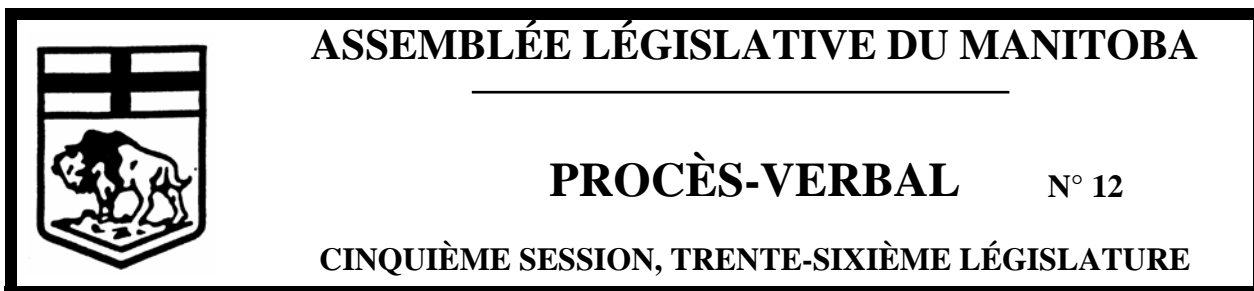 ASSEMBLÉE LÉGISLATIVE DU MANITOBA
PROCÈS-VERBAL N° 12
CINQUIÈME SESSION, TRENTE-SIXIÈME LÉGISLATURE